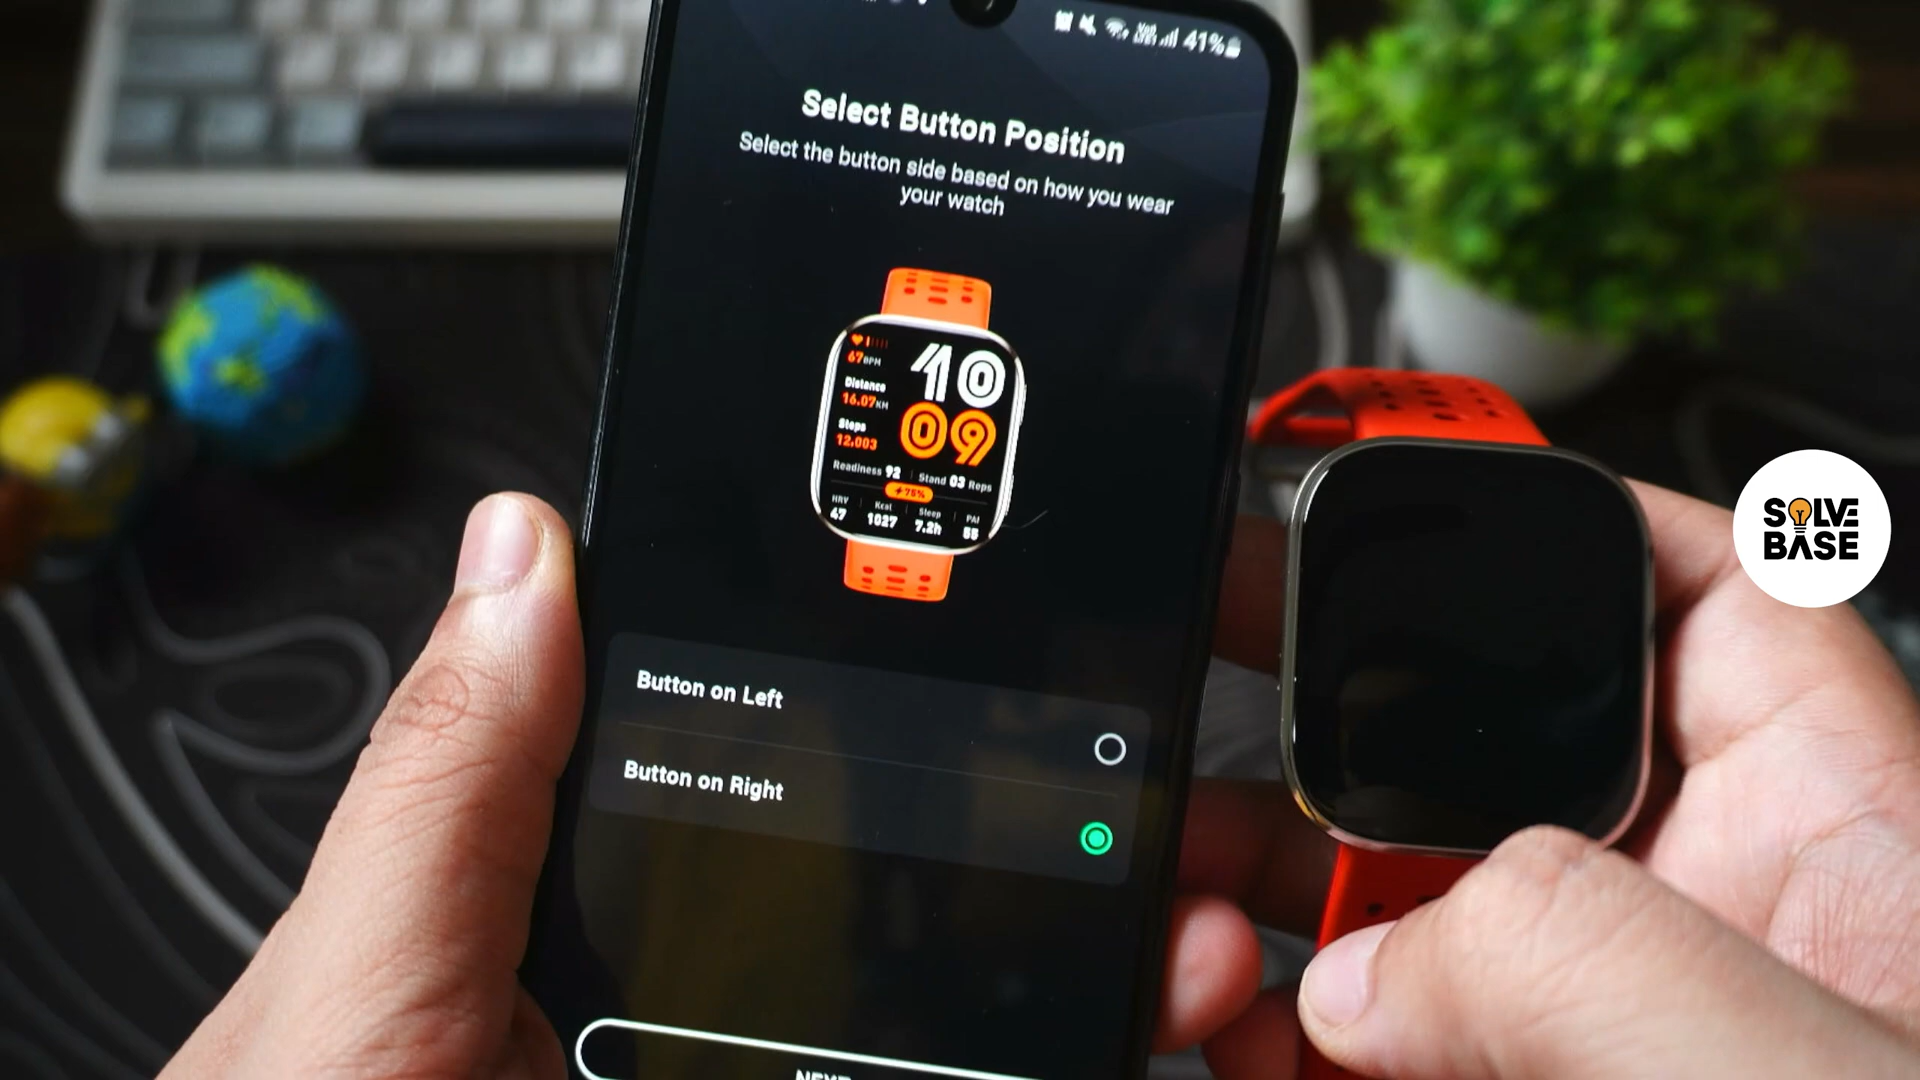 41%
Select Button Position
Select the button side based on how you wear
your watch
67BPM
10
Distance
16.07KM
09
Steps
12,003
Readiness 92
Stand 03 Reps
75%
HRV
47
Kcal
1027
Sleep
7.2h
PAI
55
Button on Left
Button on Right
SOLVE
BASE